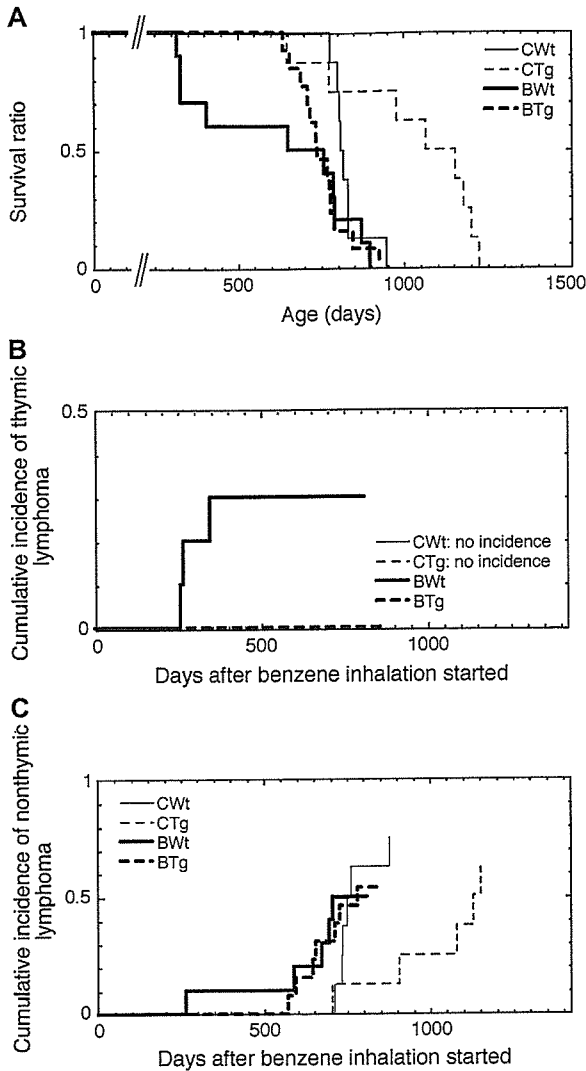 A
1
0.5
0
Survival ratio
CWt
CTg
BWt
BTg
0
500
1000
1500
Age (days)
B
0.5
0
Cumulative incidence of thymic
lymphoma
CWt: no incidence
CTg: no incidence
BWt
BTg
0
500
1000
Days after benzene inhalation started
C
1
0.5
0
Cumulative incidence of nonthymic
lymphoma
CWt
CTg
BWt
BTg
0
500
1000
Days after benzene inhalation started